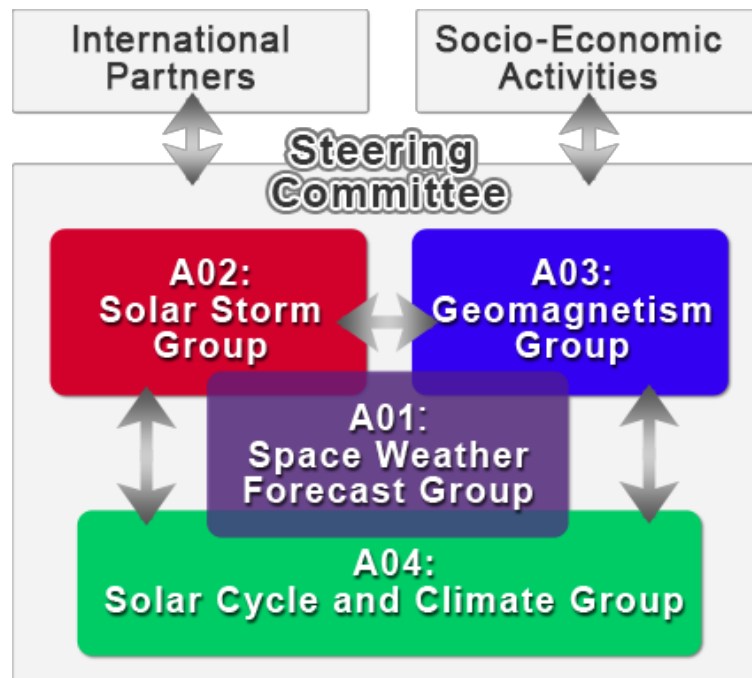 International
Partners
Socio-Economic
Activities
Steering
Committee
A02:
Solar Storm
Group
A03:
Geomagnetism
Group
A01:
Space Weather
Forecast Group
A04:
Solar Cycle and Climate Group